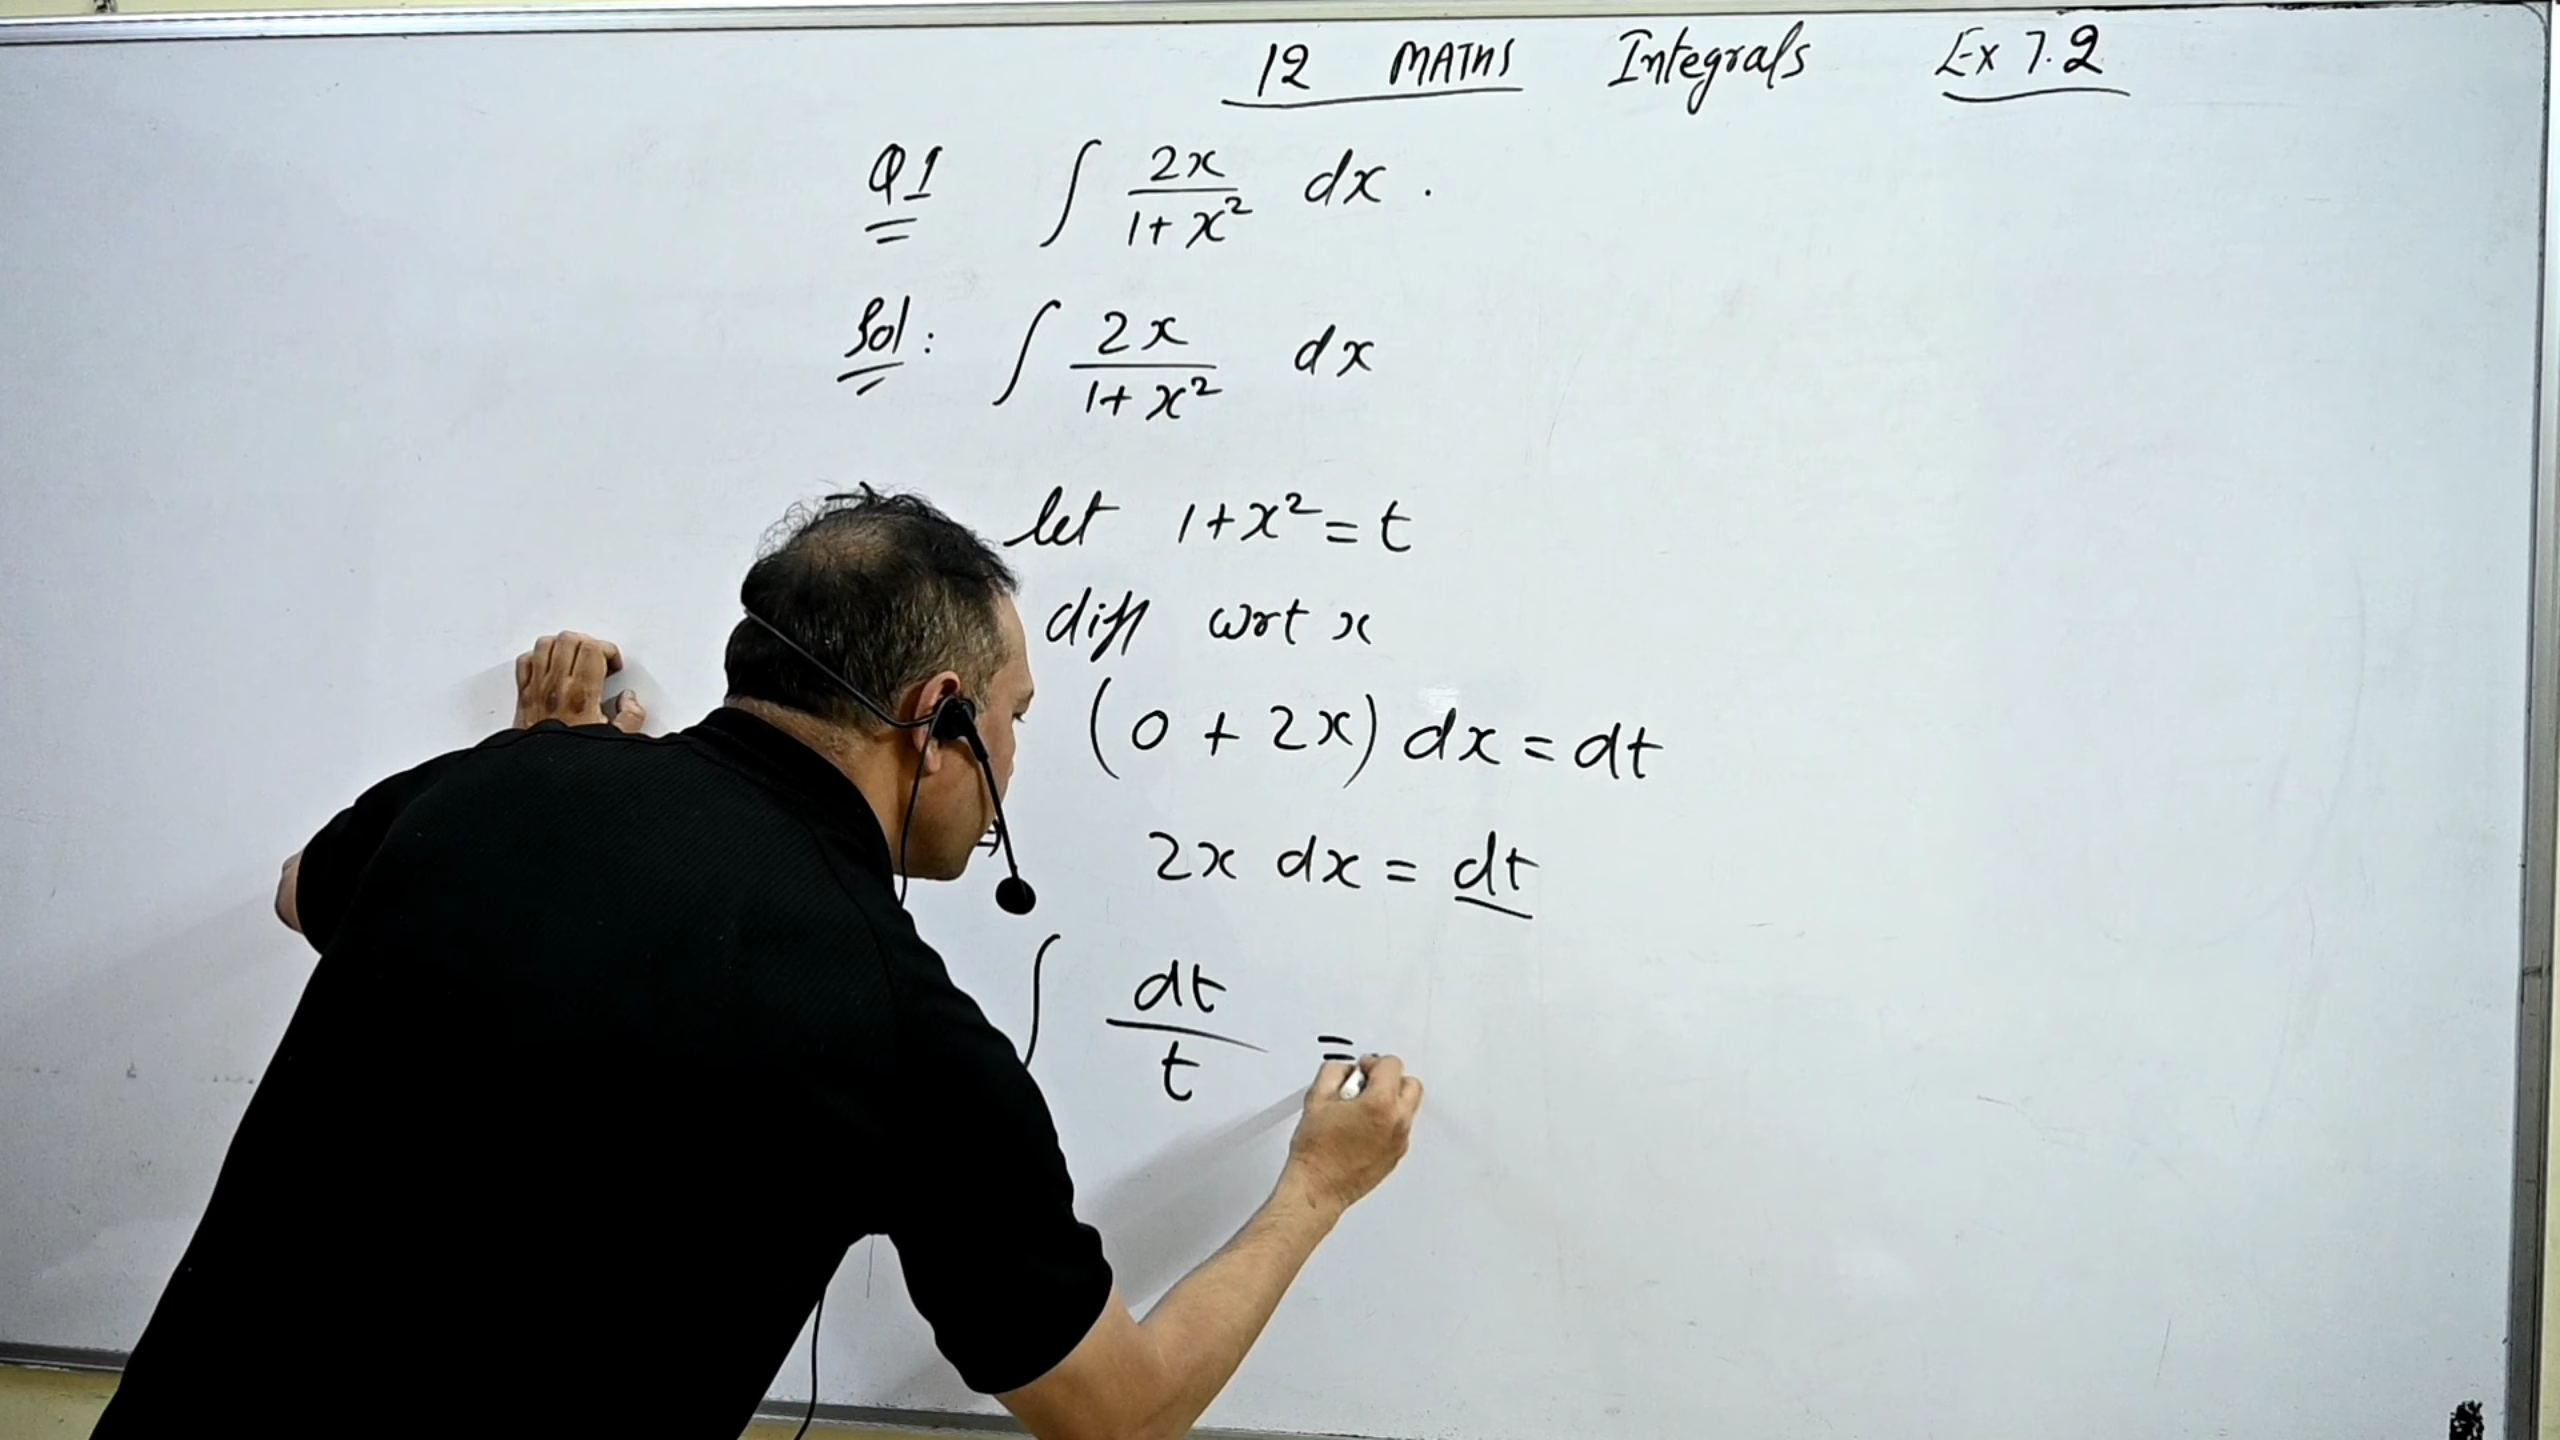 12 MATHS Integrals Ex 7.2
Q1 ∫ 2x/(1+x²) dx .
Sol: ∫ 2x/(1+x²) dx
let 1+x² = t
diff wrt x
(0 + 2x) dx = dt
⇒ 2x dx = dt
∫ dt/t =